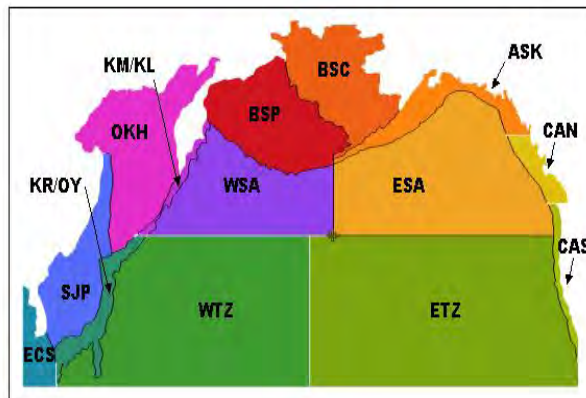 ASK
BSC
KM/KL
BSP
OKH
CAN
KR/OY
WSA
ESA
CAS
SJP
WTZ
ETZ
ECS